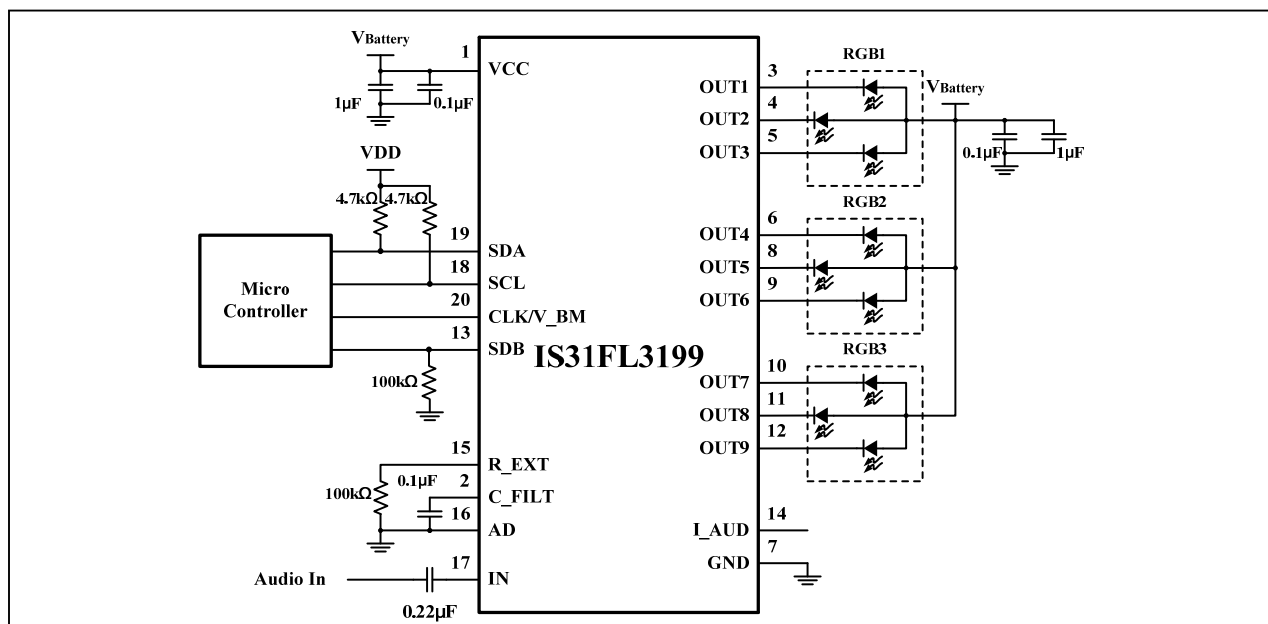 VBattery
1
VCC
1μF
0.1μF
VDD
4.7kΩ 4.7kΩ
19
SDA
18
SCL
20
CLK/V_BM
13
SDB
Micro
Controller
100kΩ
15
R_EXT
0.1μF
2
C_FILT
100kΩ
16
AD
17
IN
Audio In
0.22μF
IS31FL3199
RGB1
3
OUT1
4
OUT2
5
OUT3
VBattery
0.1μF
1μF
RGB2
6
OUT4
8
OUT5
9
OUT6
RGB3
10
OUT7
11
OUT8
12
OUT9
14
I_AUD
7
GND